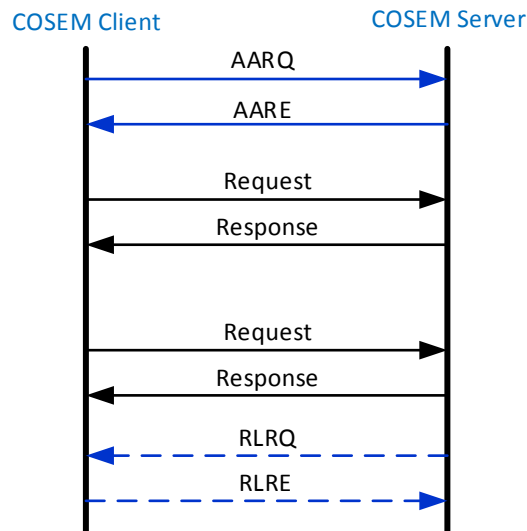 COSEM Client
COSEM Server
AARQ
AARE
Request
Response
Request
Response
RLRQ
RLRE